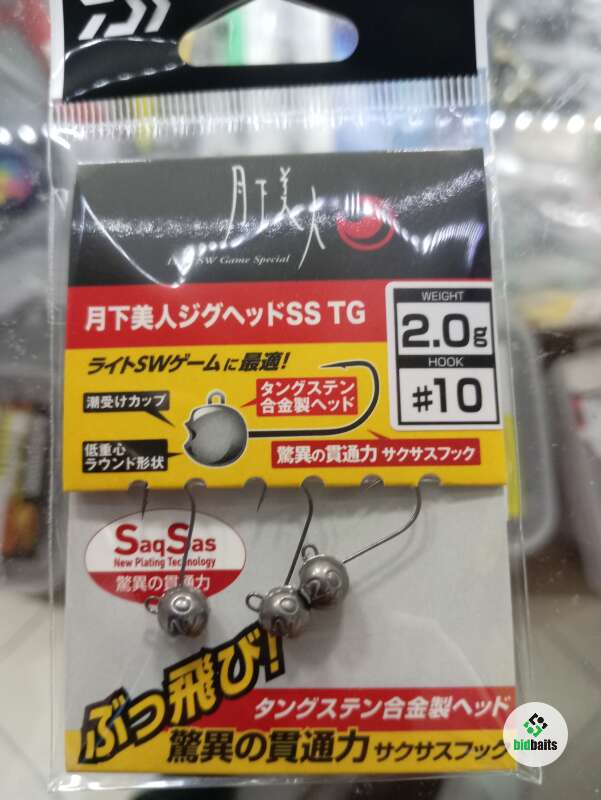 月下美人
Light SW Game Special
月下美人ジグヘッドSS TG
WEIGHT
2.0g
HOOK
#10
ライトSWゲームに最適!
潮受けカップ
タングステン
合金製ヘッド
低重心
ラウンド形状
驚異の貫通力 サクサスフック
SaqSas
New Plating Technology
驚異の貫通力
2.0
ぶっ飛び!
タングステン合金製ヘッド
驚異の貫通力 サクサスフック
bidbaits